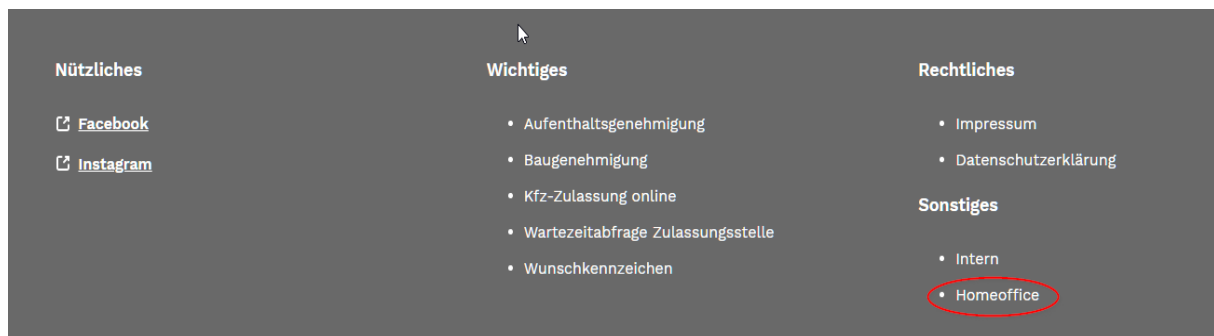 Nützliches
Facebook
Instagram
Wichtiges
• Aufenthaltsgenehmigung
• Baugenehmigung
• Kfz-Zulassung online
• Wartezeitabfrage Zulassungsstelle
• Wunschkennzeichen
Rechtliches
• Impressum
• Datenschutzerklärung
Sonstiges
• Intern
• Homeoffice